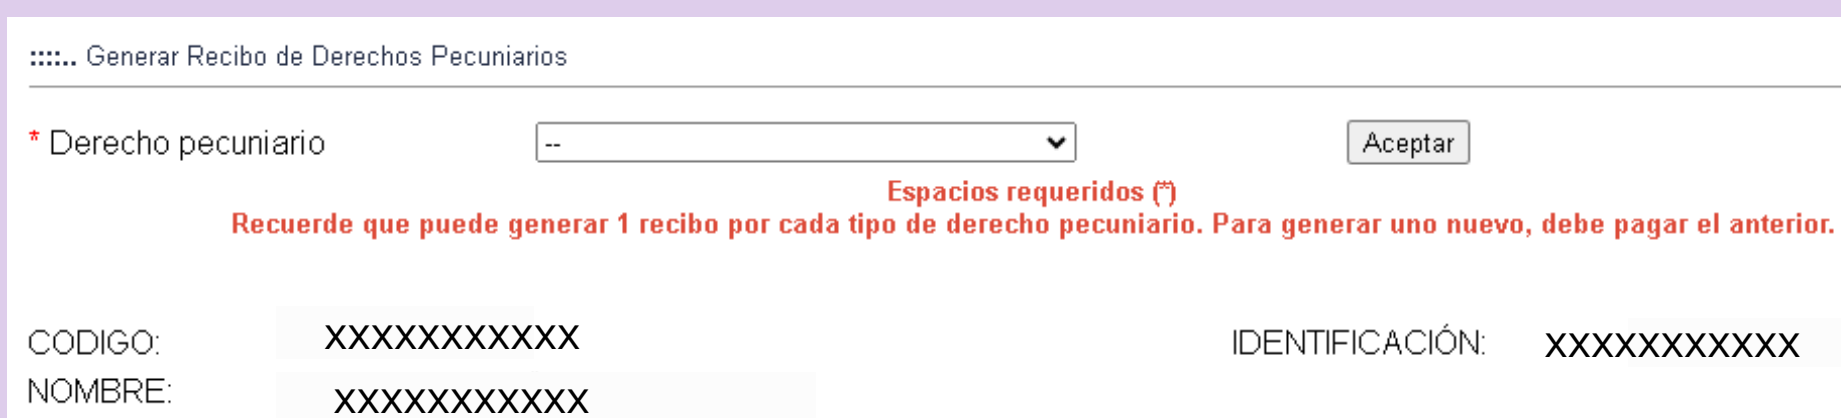 ::::.. Generar Recibo de Derechos Pecuniarios
* Derecho pecuniario -- Aceptar
Espacios requeridos (*)
Recuerde que puede generar 1 recibo por cada tipo de derecho pecuniario. Para generar uno nuevo, debe pagar el anterior.
CODIGO: XXXXXXXXXXX IDENTIFICACIÓN: XXXXXXXXXXX
NOMBRE: XXXXXXXXXXX